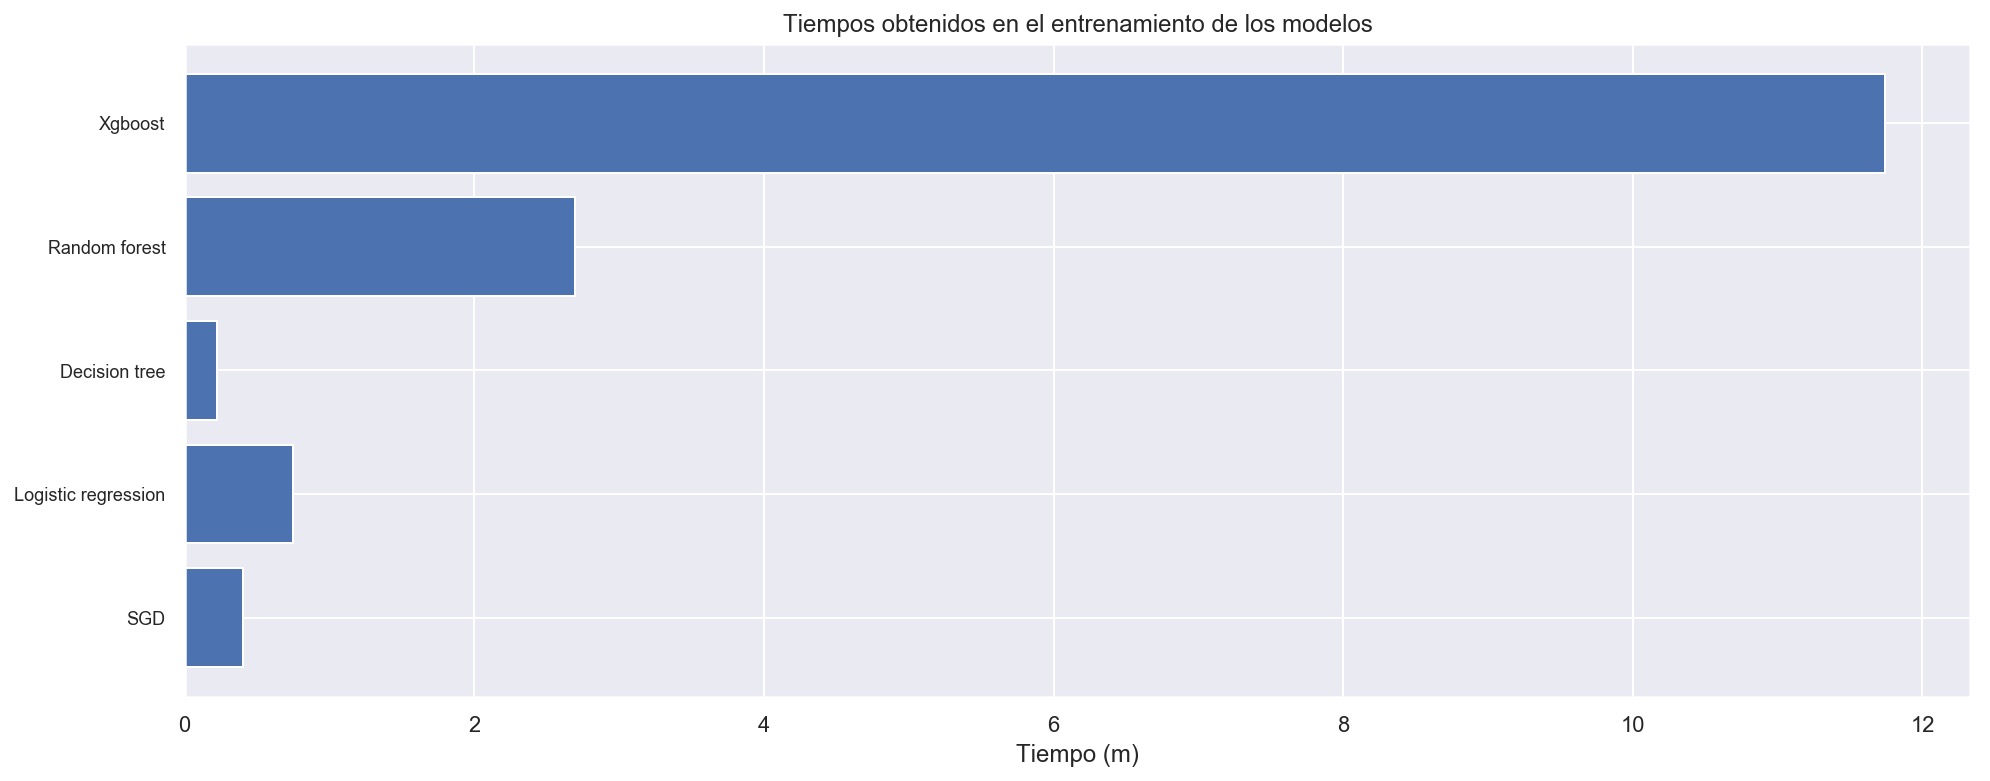 Tiempos obtenidos en el entrenamiento de los modelos
Xgboost
Random forest
Decision tree
Logistic regression
SGD
0 2 4 6 8 10 12
Tiempo (m)